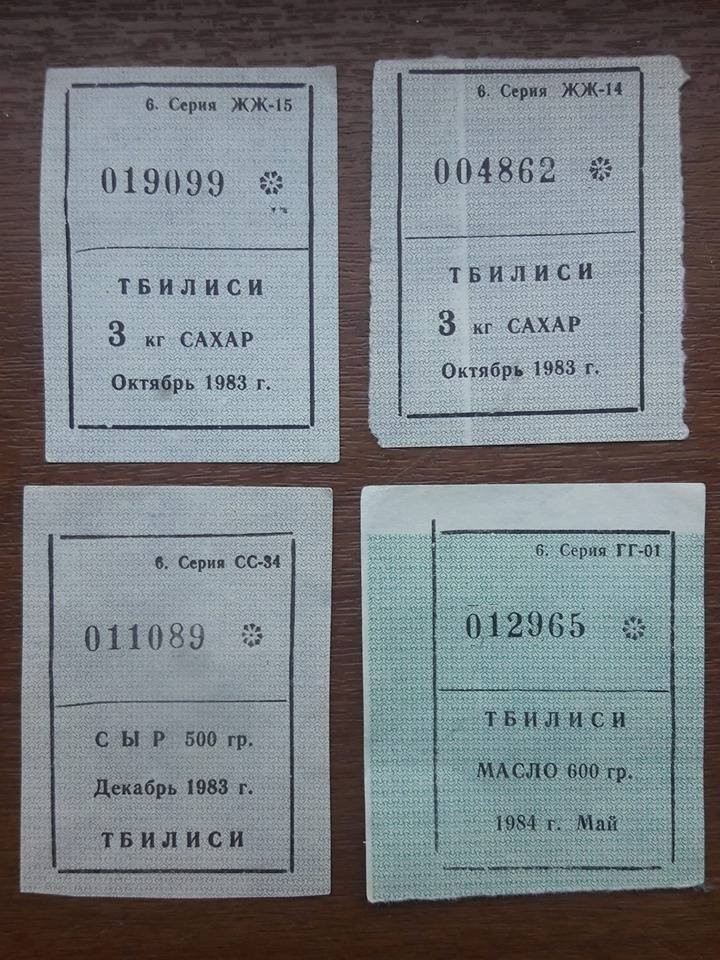 6. Серия ЖЖ-15
019099
ТБИЛИСИ
3 кг САХАР
Октябрь 1983 г.
6. Серия ЖЖ-14
004862
ТБИЛИСИ
3 кг САХАР
Октябрь 1983 г.
6. Серия СС-34
011089
СЫР 500 гр.
Декабрь 1983 г.
ТБИЛИСИ
6. Серия ГГ-01
012965
ТБИЛИСИ
МАСЛО 600 гр.
1984 г. Май